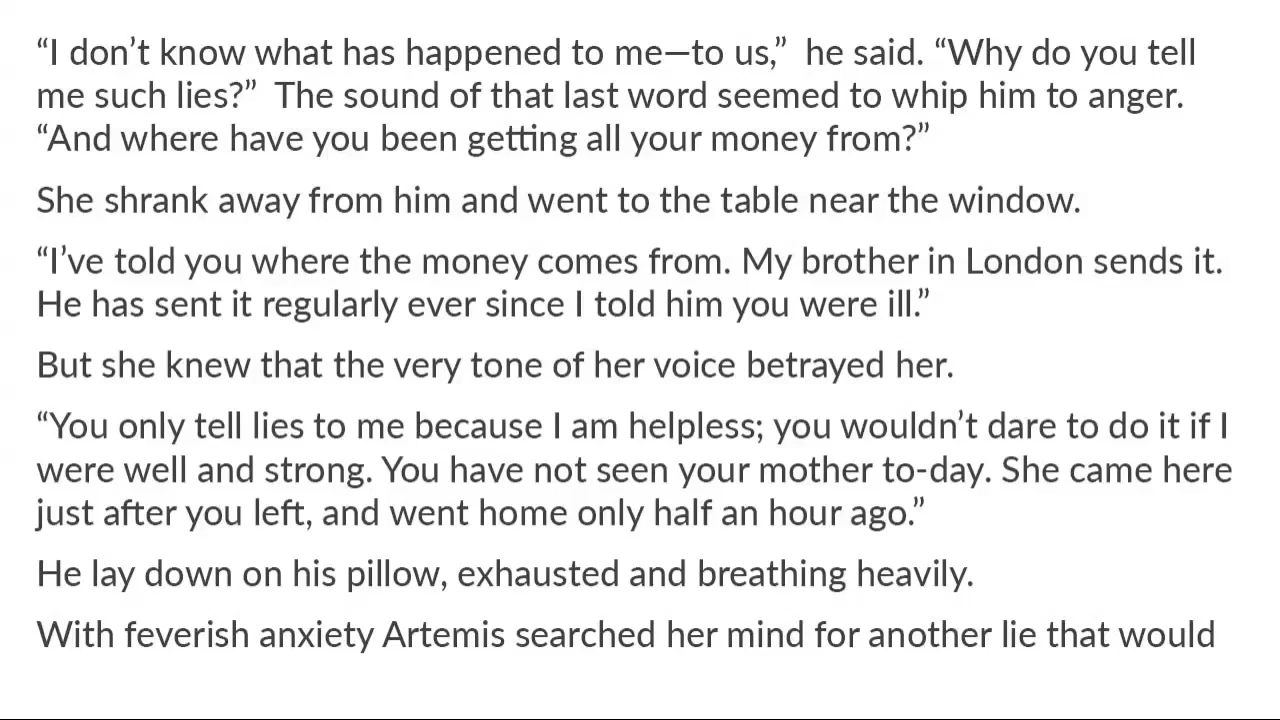 “I don’t know what has happened to me—to us,”  he said. “Why do you tell
me such lies?”  The sound of that last word seemed to whip him to anger.
“And where have you been getting all your money from?”
She shrank away from him and went to the table near the window.
“I’ve told you where the money comes from. My brother in London sends it.
He has sent it regularly ever since I told him you were ill.”
But she knew that the very tone of her voice betrayed her.
“You only tell lies to me because I am helpless; you wouldn’t dare to do it if I
were well and strong. You have not seen your mother to-day. She came here
just after you left, and went home only half an hour ago.”
He lay down on his pillow, exhausted and breathing heavily.
With feverish anxiety Artemis searched her mind for another lie that would